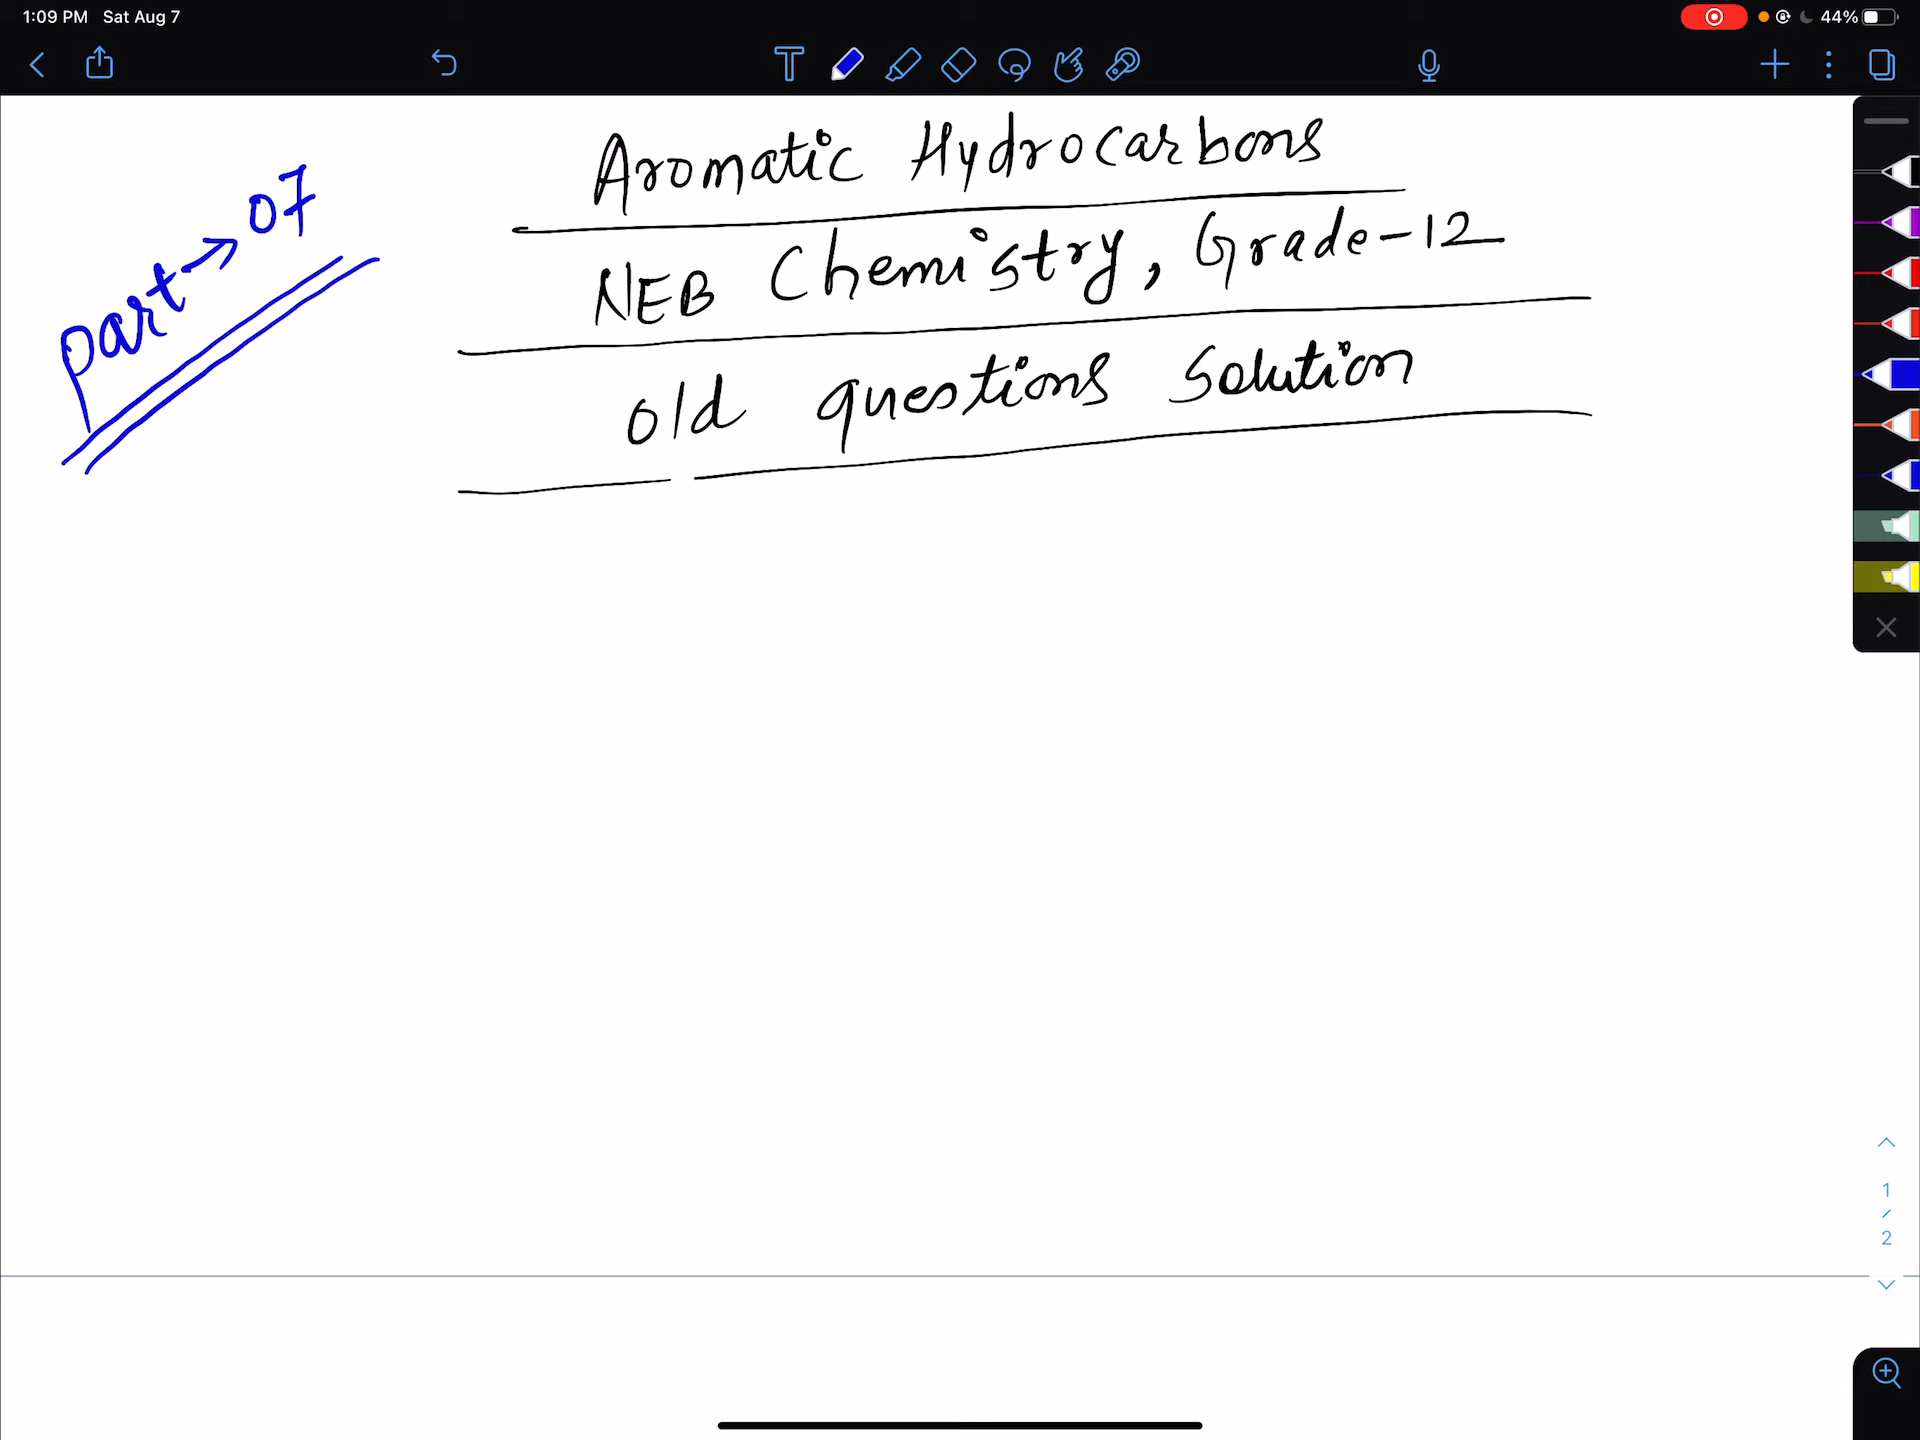 1:09 PM Sat Aug 7
44%
T
Aromatic Hydrocarbons
part → 07
NEB Chemistry, Grade-12
old questions solution
1
/
2